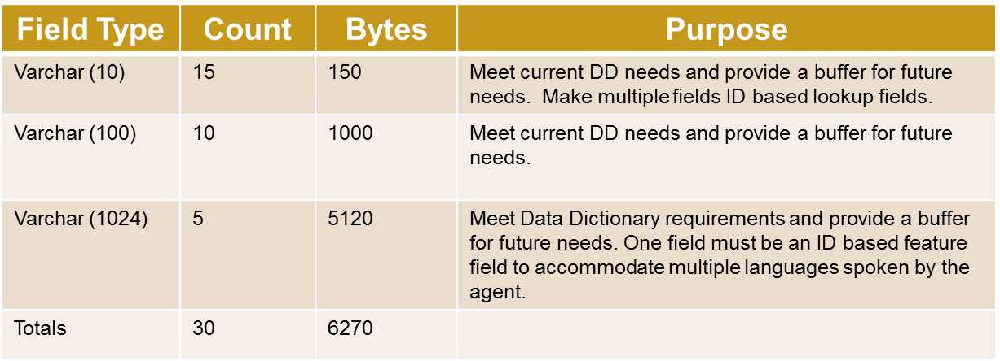 Field Type Count Bytes Purpose
Varchar (10) 15 150 Meet current DD needs and provide a buffer for future
needs. Make multiple fields ID based lookup fields.
Varchar (100) 10 1000 Meet current DD needs and provide a buffer for future
needs.
Varchar (1024) 5 5120 Meet Data Dictionary requirements and provide a buffer
for future needs. One field must be an ID based feature
field to accommodate multiple languages spoken by the
agent.
Totals 30 6270